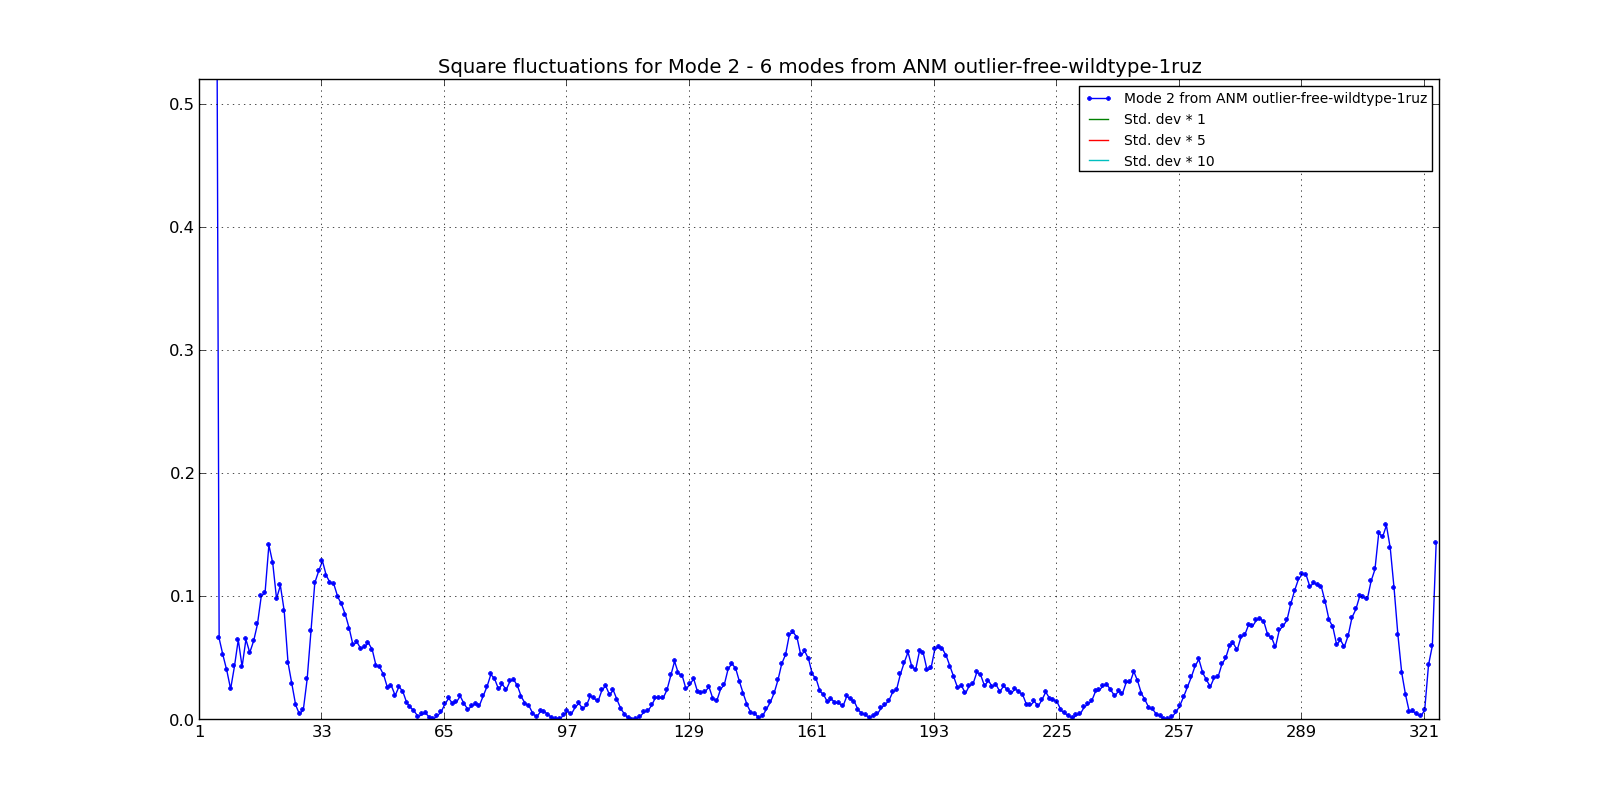 Square fluctuations for Mode 2 - 6 modes from ANM outlier-free-wildtype-1ruz
Mode 2 from ANM outlier-free-wildtype-1ruz
Std. dev * 1
Std. dev * 5
Std. dev * 10
0.5
0.4
0.3
0.2
0.1
0.0
1 33 65 97 129 161 193 225 257 289 321